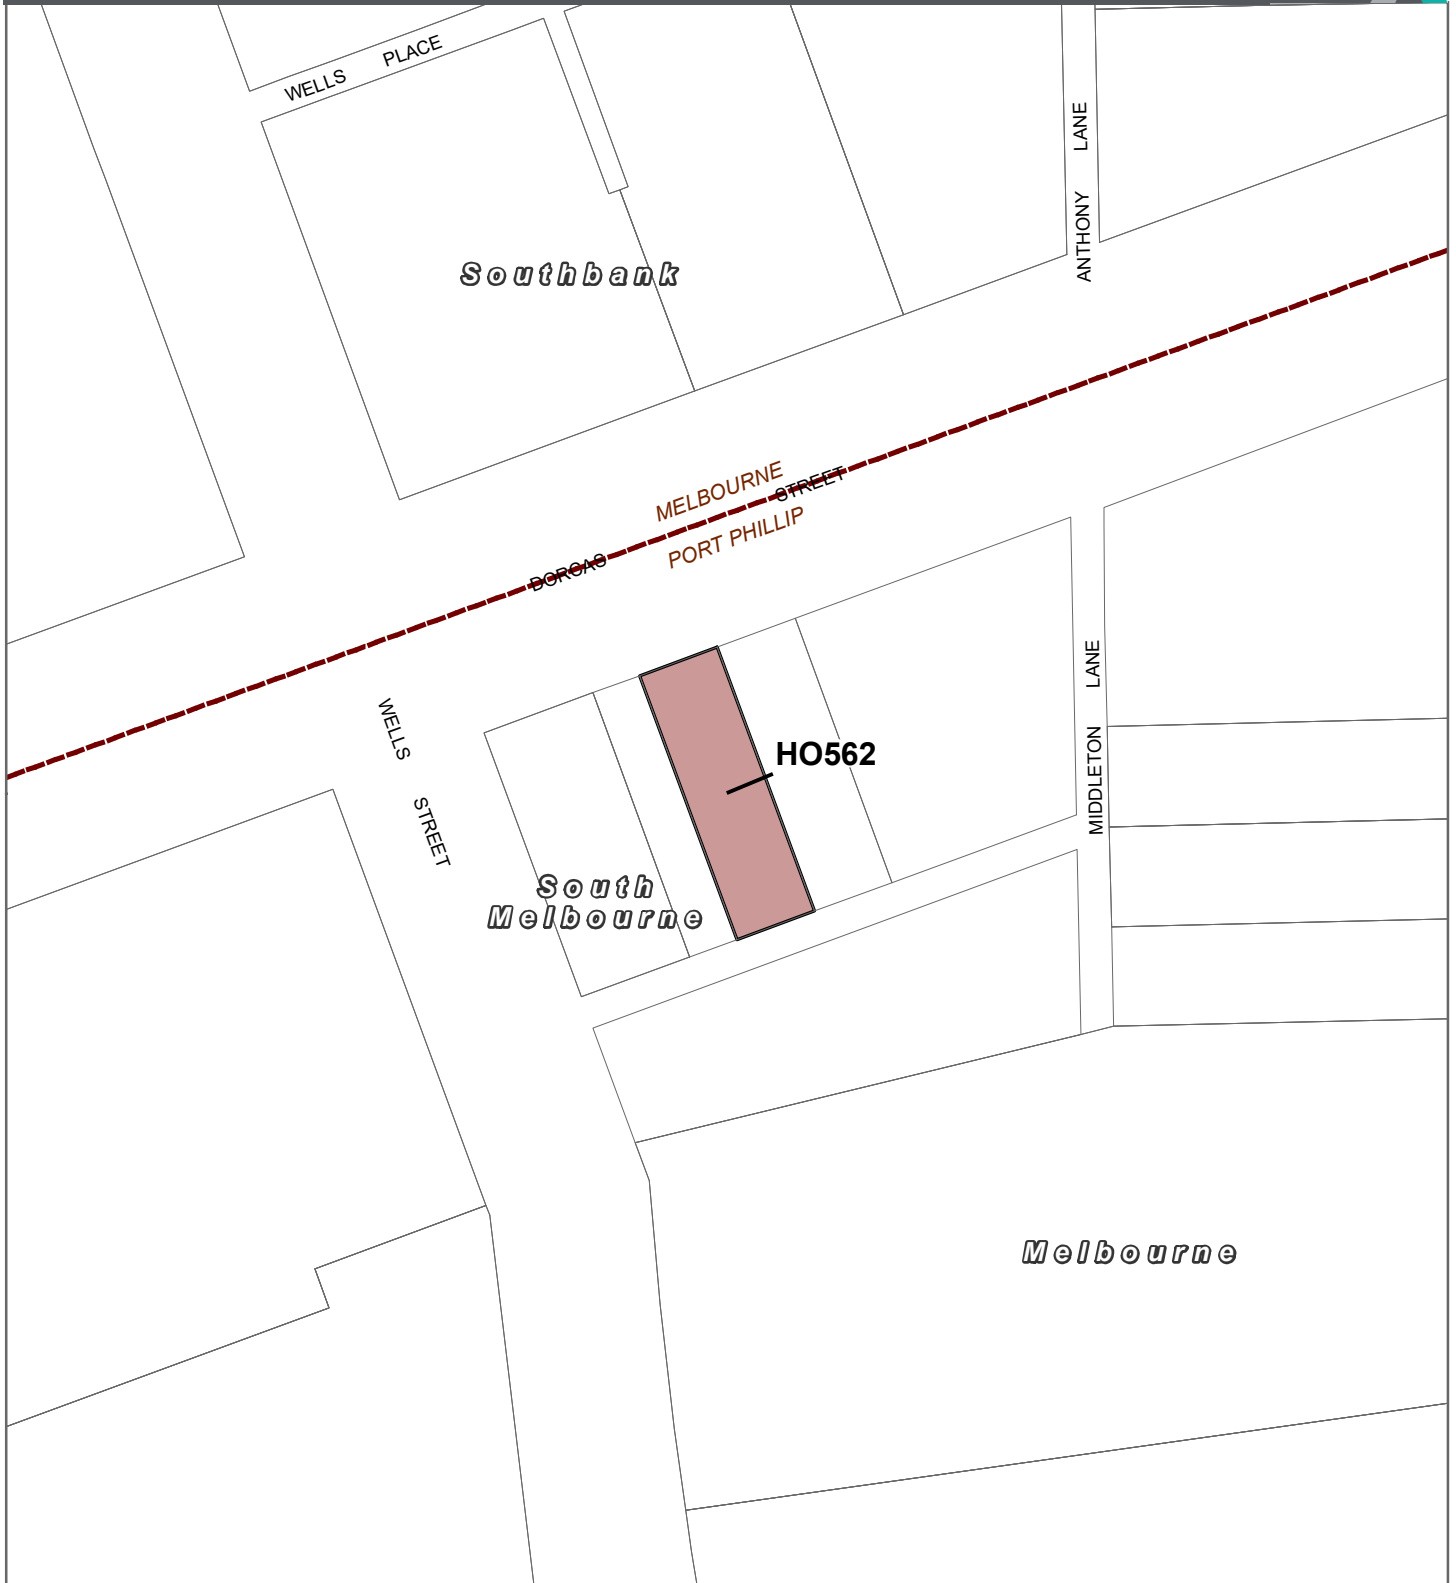 WELLS PLACE
ANTHONY LANE
Southbank
MELBOURNE
DORCAS STREET
PORT PHILLIP
WELLS STREET
MIDDLETON LANE
HO562
South
Melbourne
Melbourne